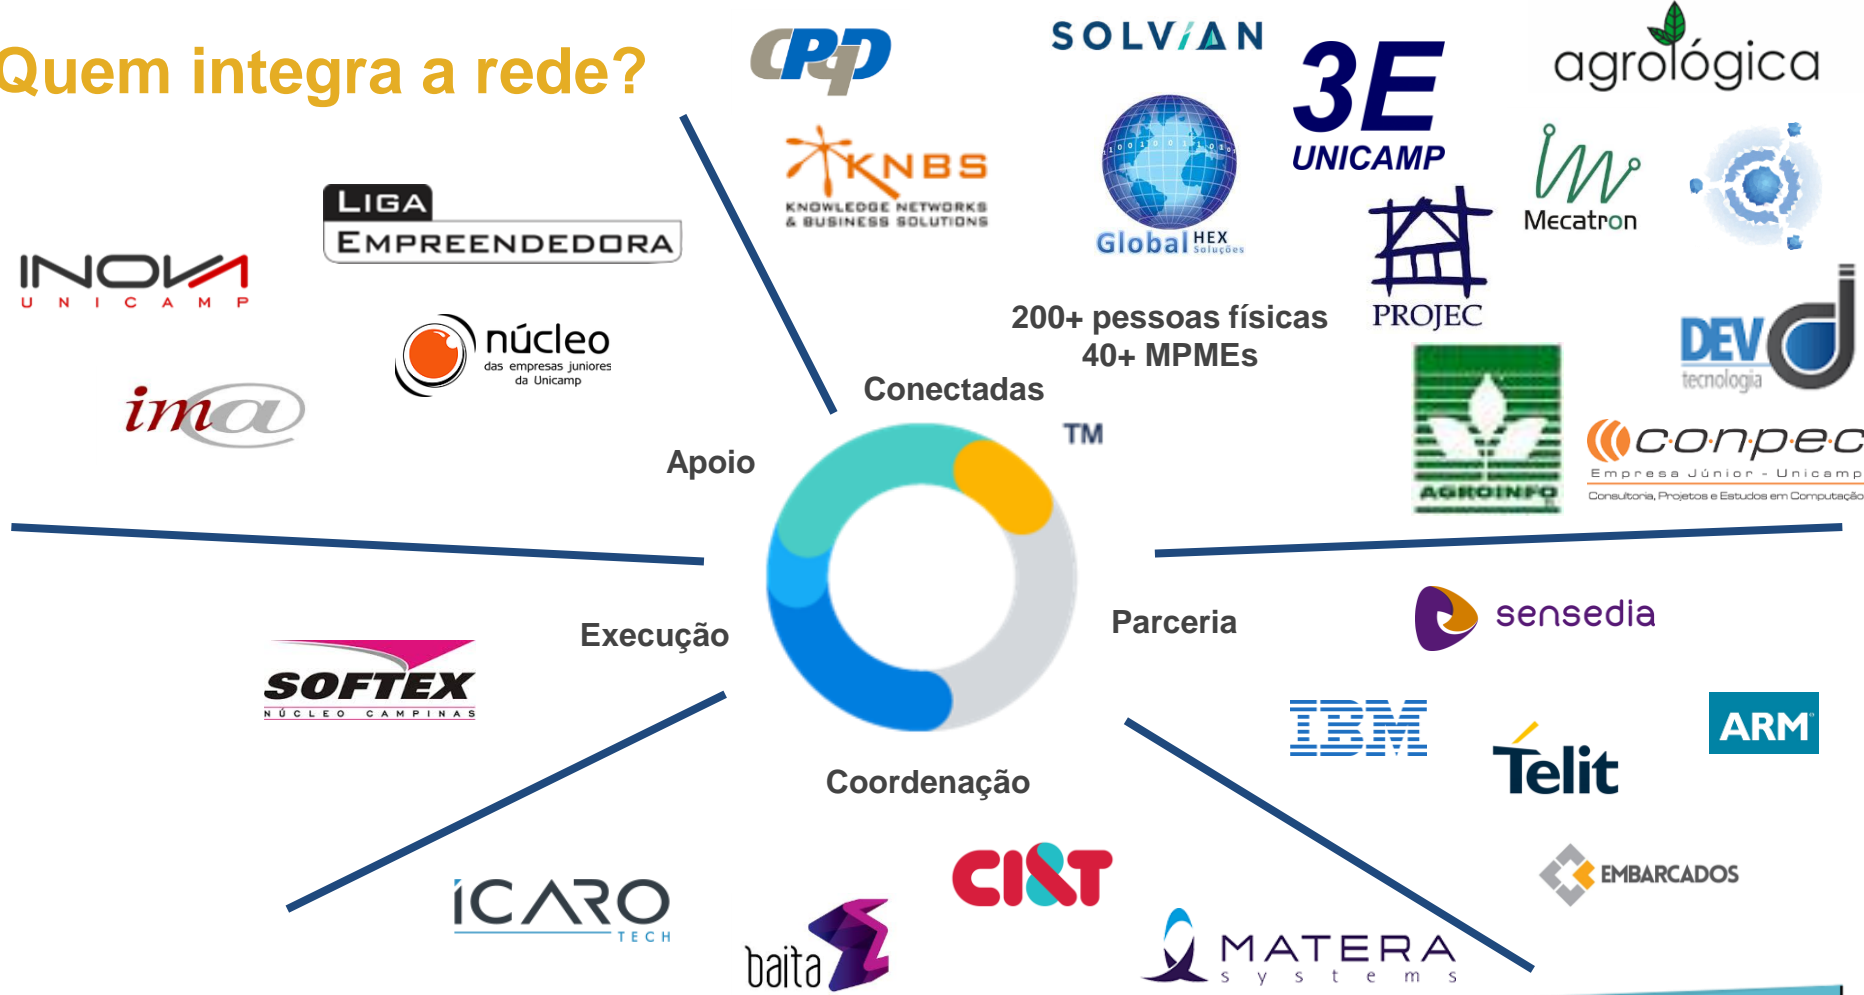 Quem integra a rede?
CPqD
SOLVIAN
3E
UNICAMP
agrológica
KNBS
KNOWLEDGE NETWORKS
& BUSINESS SOLUTIONS
Global HEX
Soluções
Mecatron
LIGA
EMPREENDEDORA
INOVA
UNICAMP
núcleo
das empresas juniores
da Unicamp
ima
200+ pessoas físicas
40+ MPMEs
PROJEC
DEV
tecnologia
Conectadas
TM
Apoio
AGROINFO
conpec
Empresa Júnior - Unicamp
Consultoria, Projetos e Estudos em Computação
Execução
Parceria
sensedia
SOFTEX
NÚCLEO CAMPINAS
IBM
Telit
ARM
Coordenação
CI&T
EMBARCADOS
ICARO
TECH
baita
MATERA
systems